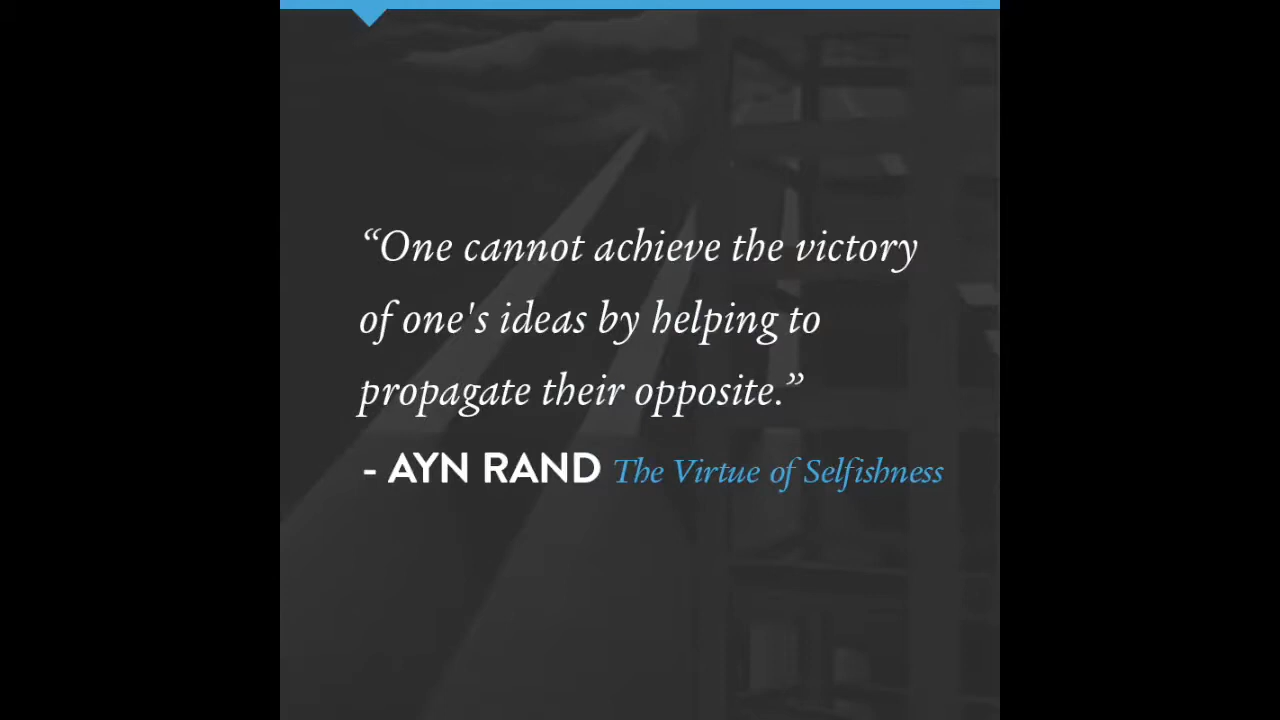 “One cannot achieve the victory
of one's ideas by helping to
propagate their opposite.”
- AYN RAND The Virtue of Selfishness